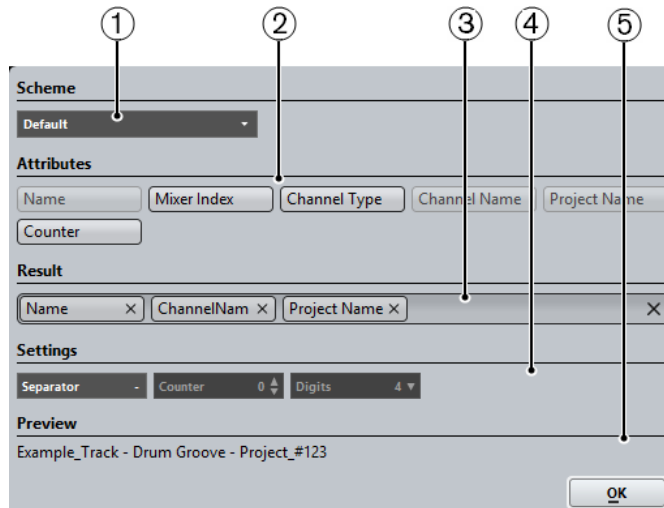 ① ② ③ ④ ⑤
Scheme
Default
Attributes
Name Mixer Index Channel Type Channel Name Project Name
Counter
Result
Name × ChannelNam × Project Name × ×
Settings
Separator - Counter 0 Digits 4
Preview
Example_Track - Drum Groove - Project_#123
OK